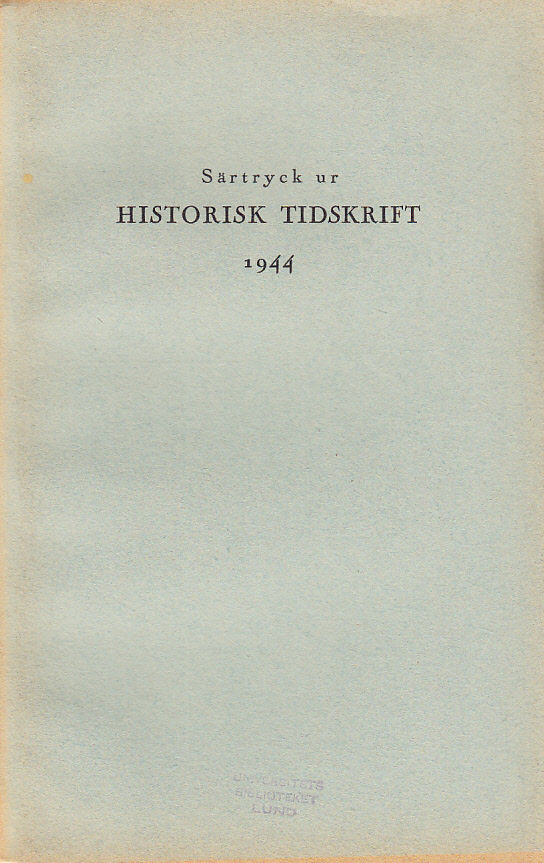 Särtryck ur
HISTORISK TIDSKRIFT
1944
UNIVERSITETS
BIBLIOTEKET
LUND